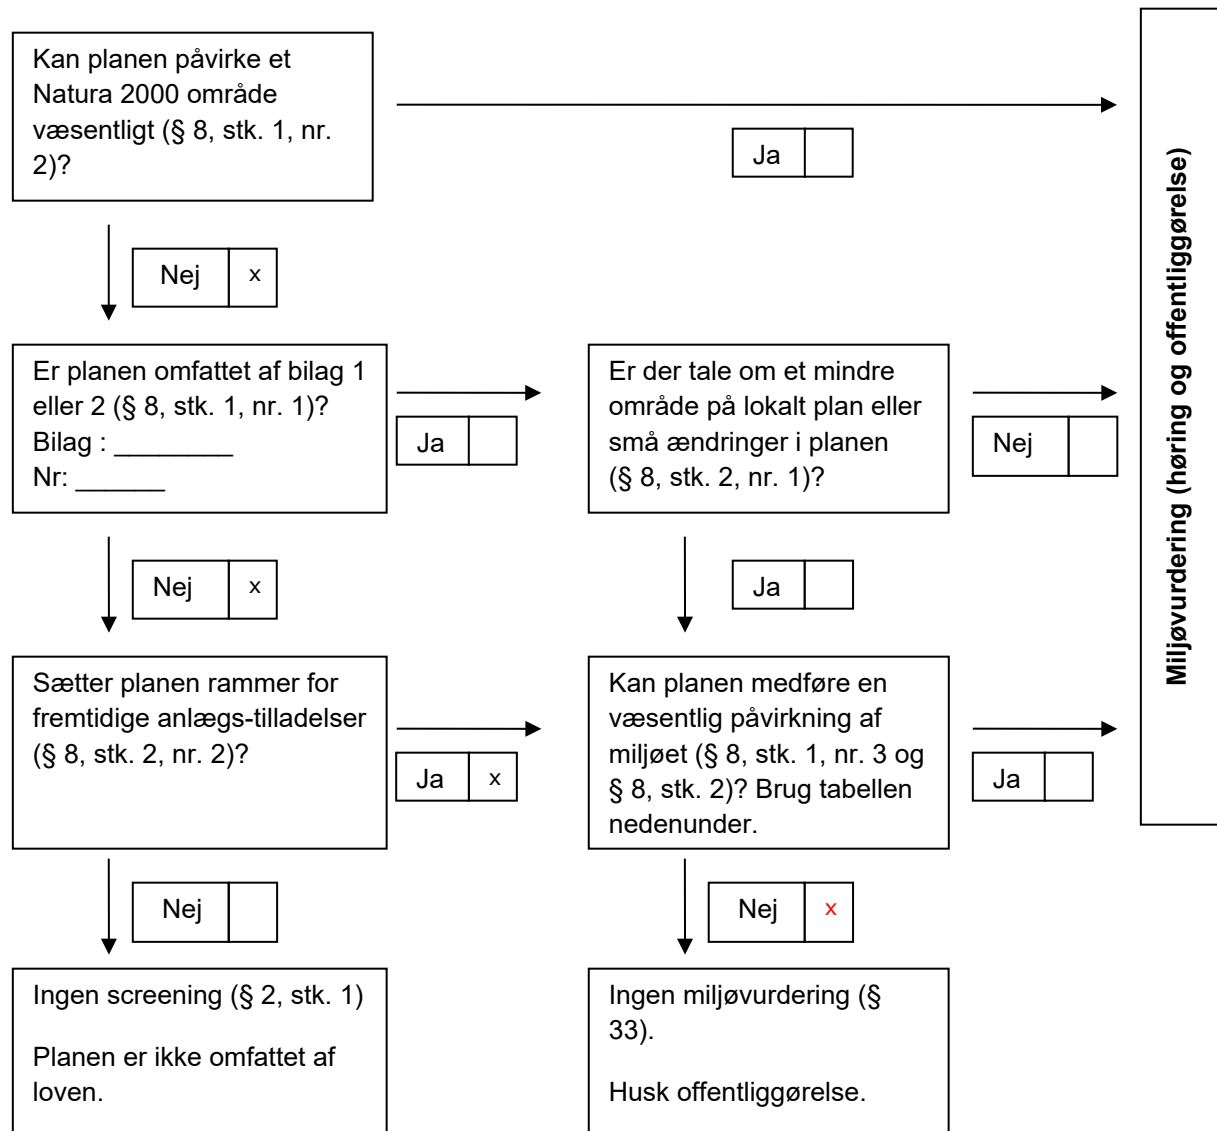 Kan planen påvirke et
Natura 2000 område
væsentligt (§ 8, stk. 1, nr.
2)?
Ja
Nej x
Er planen omfattet af bilag 1
eller 2 (§ 8, stk. 1, nr. 1)?
Bilag : ________
Nr: ______
Ja
Er der tale om et mindre
område på lokalt plan eller
små ændringer i planen
(§ 8, stk. 2, nr. 1)?
Nej
Nej x
Ja
Sætter planen rammer for
fremtidige anlægs-tilladelser
(§ 8, stk. 2, nr. 2)?
Ja x
Kan planen medføre en
væsentlig påvirkning af
miljøet (§ 8, stk. 1, nr. 3 og
§ 8, stk. 2)? Brug tabellen
nedenunder.
Ja
Nej
Nej x
Ingen screening (§ 2, stk. 1)
Planen er ikke omfattet af
loven.
Ingen miljøvurdering (§
33).
Husk offentliggørelse.
Miljøvurdering (høring og offentliggørelse)